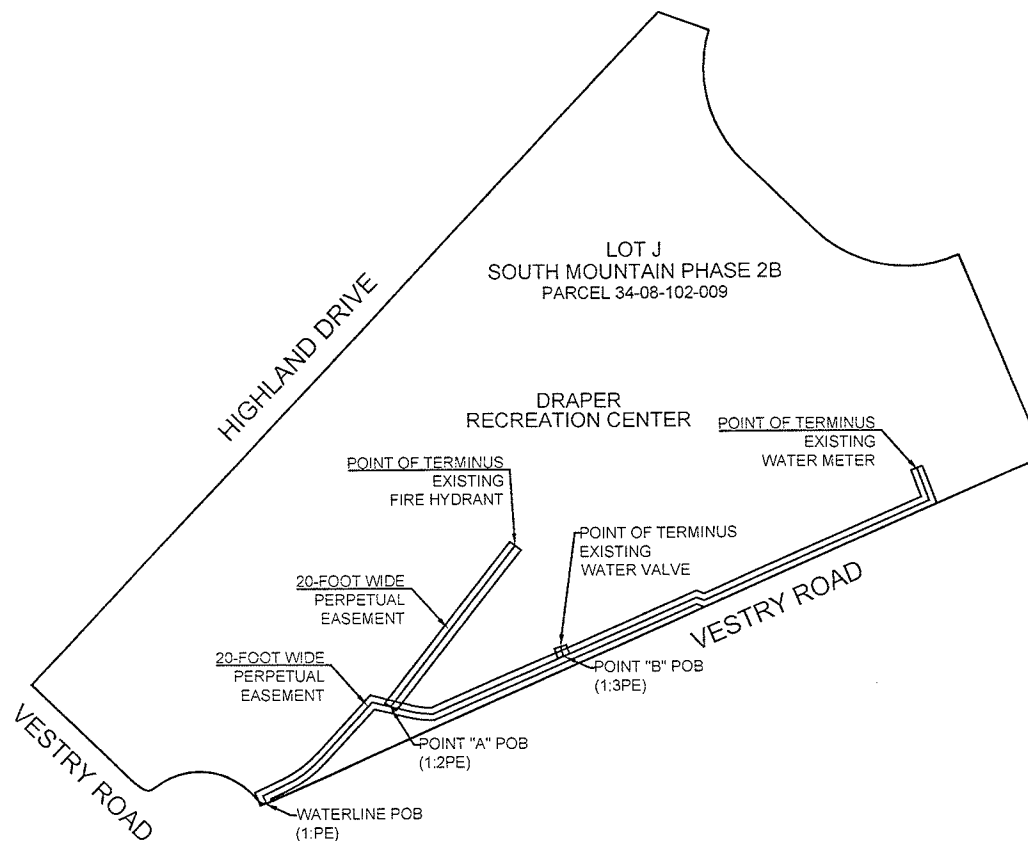 LOT J
SOUTH MOUNTAIN PHASE 2B
PARCEL 34-08-102-009
HIGHLAND DRIVE
DRAPER
RECREATION CENTER
POINT OF TERMINUS
EXISTING
WATER METER
POINT OF TERMINUS
EXISTING
FIRE HYDRANT
POINT OF TERMINUS
EXISTING
WATER VALVE
20-FOOT WIDE
PERPETUAL
EASEMENT
VESTRY ROAD
20-FOOT WIDE
PERPETUAL
EASEMENT
POINT "B" POB
(1:3PE)
POINT "A" POB
(1:2PE)
VESTRY ROAD
WATERLINE POB
(1:PE)